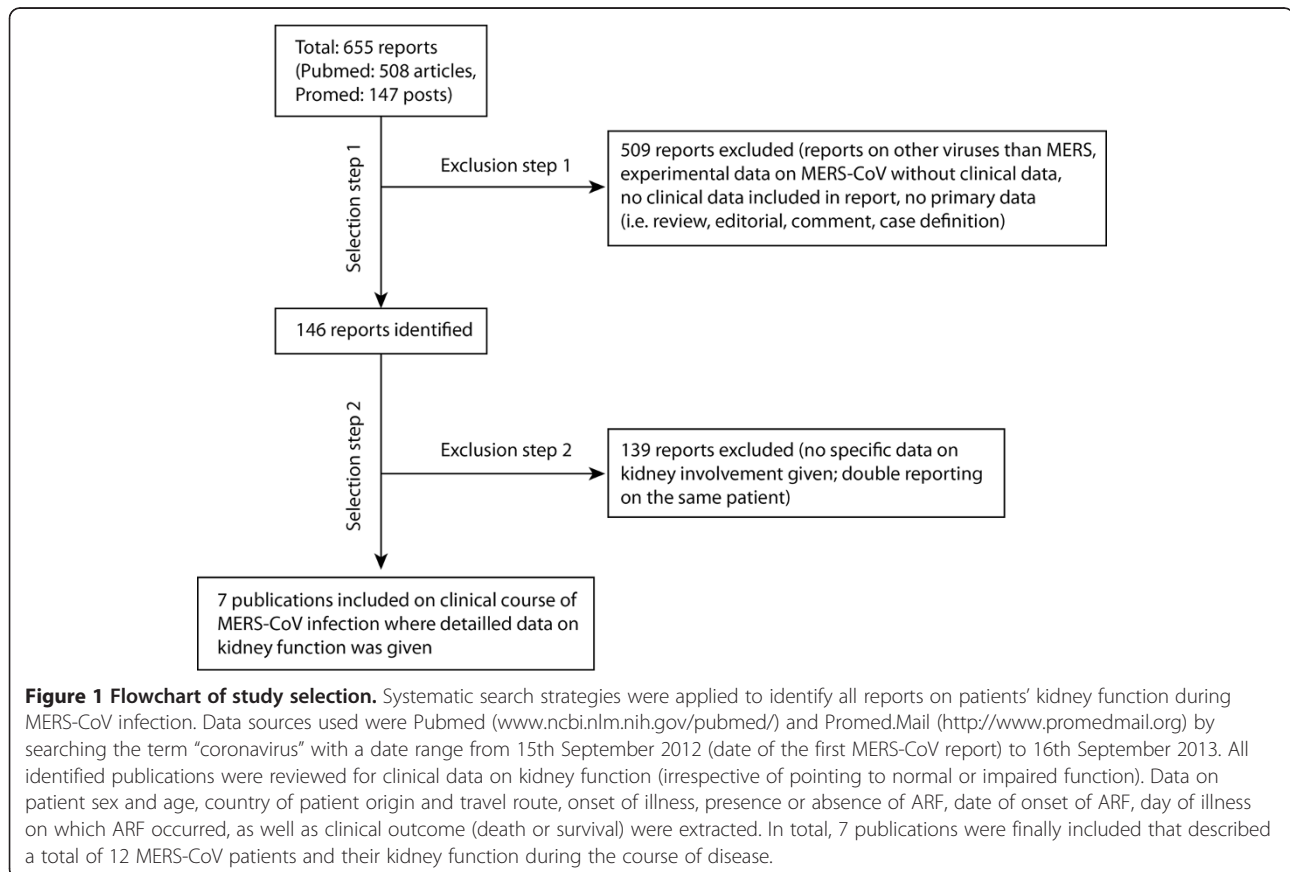 Total: 655 reports
(Pubmed: 508 articles,
Promed: 147 posts)
Selection step 1
Exclusion step 1
509 reports excluded (reports on other viruses than MERS,
experimental data on MERS-CoV without clinical data,
no clinical data included in report, no primary data
(i.e. review, editorial, comment, case definition)
146 reports identified
Selection step 2
Exclusion step 2
139 reports excluded (no specific data on
kidney involvement given; double reporting
on the same patient)
7 publications included on clinical course of
MERS-CoV infection where detailled data on
kidney function was given
Figure 1 Flowchart of study selection. Systematic search strategies were applied to identify all reports on patients’ kidney function during
MERS-CoV infection. Data sources used were Pubmed (www.ncbi.nlm.nih.gov/pubmed/) and Promed.Mail (http://www.promedmail.org) by
searching the term “coronavirus” with a date range from 15th September 2012 (date of the first MERS-CoV report) to 16th September 2013. All
identified publications were reviewed for clinical data on kidney function (irrespective of pointing to normal or impaired function). Data on
patient sex and age, country of patient origin and travel route, onset of illness, presence or absence of ARF, date of onset of ARF, day of illness
on which ARF occurred, as well as clinical outcome (death or survival) were extracted. In total, 7 publications were finally included that described
a total of 12 MERS-CoV patients and their kidney function during the course of disease.